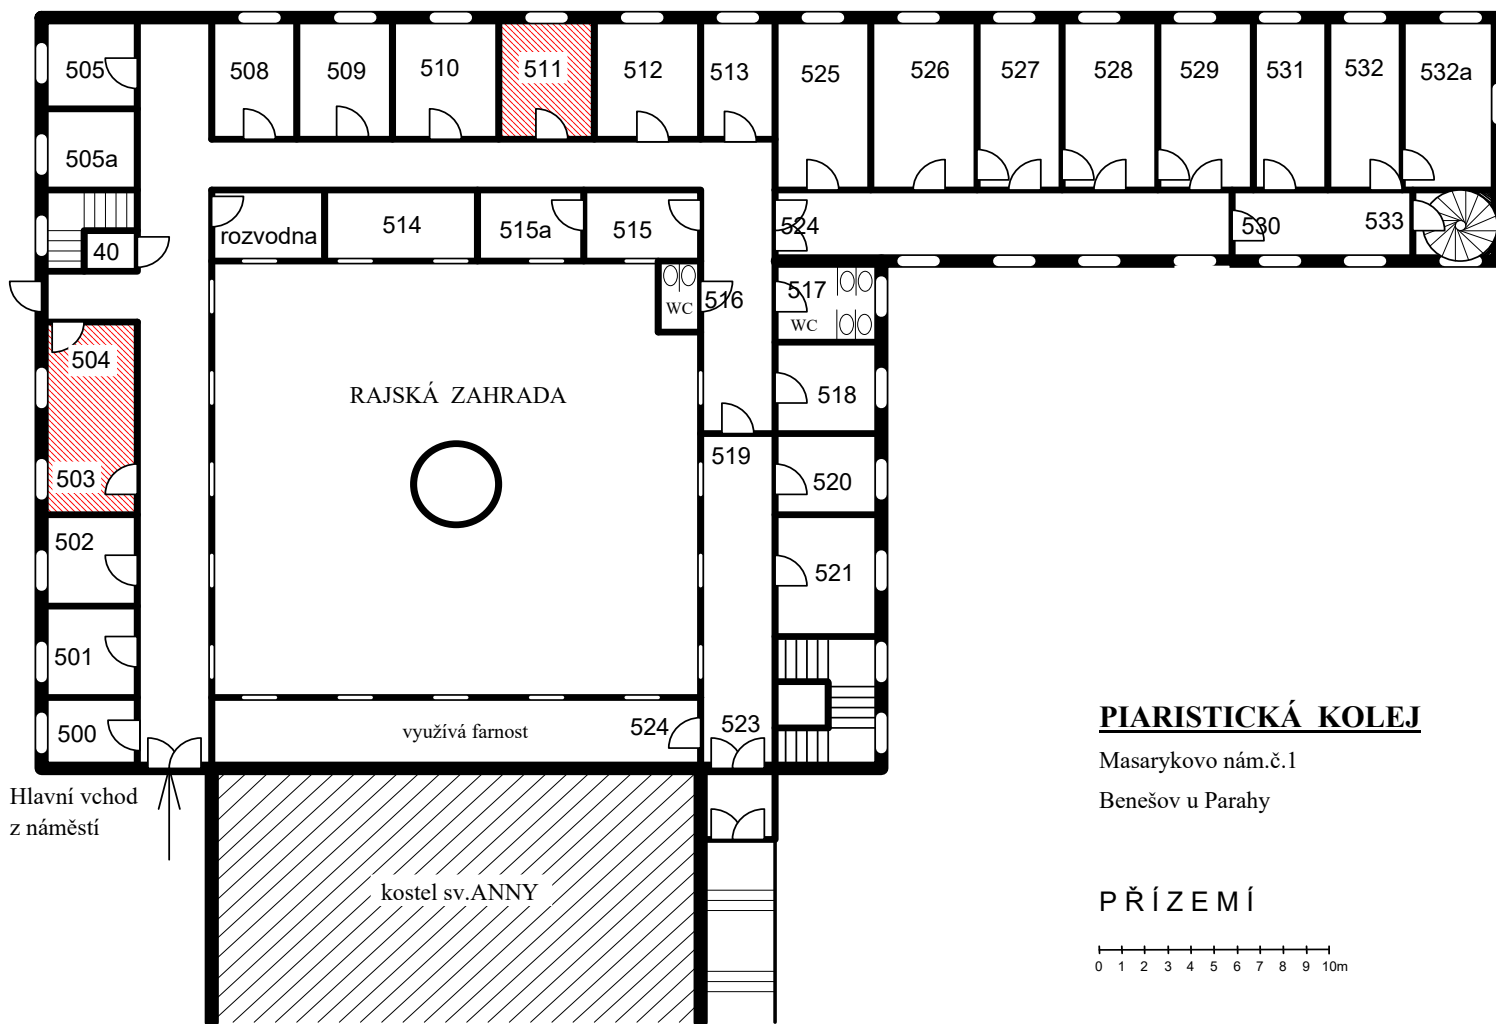 505
508
509
510
511
512
513
525
526
527
528
529
531
532
532a
505a
rozvodna
514
515a
515
524
530
533
40
516
517
WC
WC
504
RAJSKÁ ZAHRADA
518
503
519
520
502
521
501
500
využívá farnost
524
523
Hlavní vchod
z náměstí
kostel sv.ANNY
PIARISTICKÁ KOLEJ
Masarykovo nám.č.1
Benešov u Parahy
PŘÍZEMÍ
0 1 2 3 4 5 6 7 8 9 10m